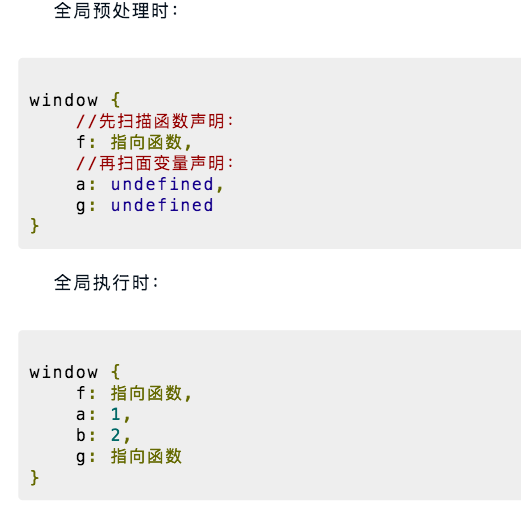 全局预处理时：
window {
//先扫描函数声明：
f: 指向函数,
//再扫面变量声明：
a: undefined,
g: undefined
}
全局执行时：
window {
f: 指向函数,
a: 1,
b: 2,
g: 指向函数
}